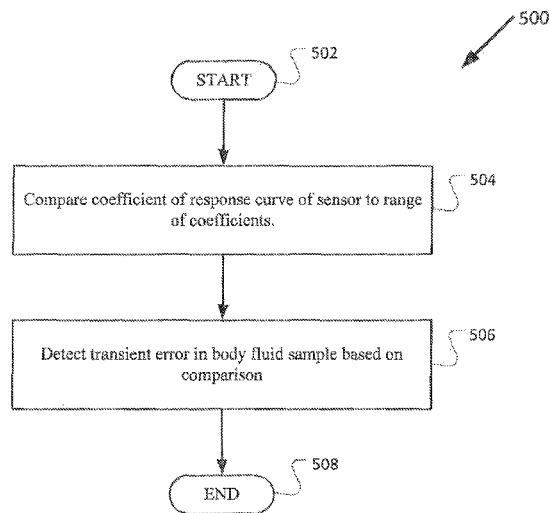 500
START
502
Compare coefficient of response curve of sensor to range
of coefficients.
504
Detect transient error in body fluid sample based on
comparison
506
END
508